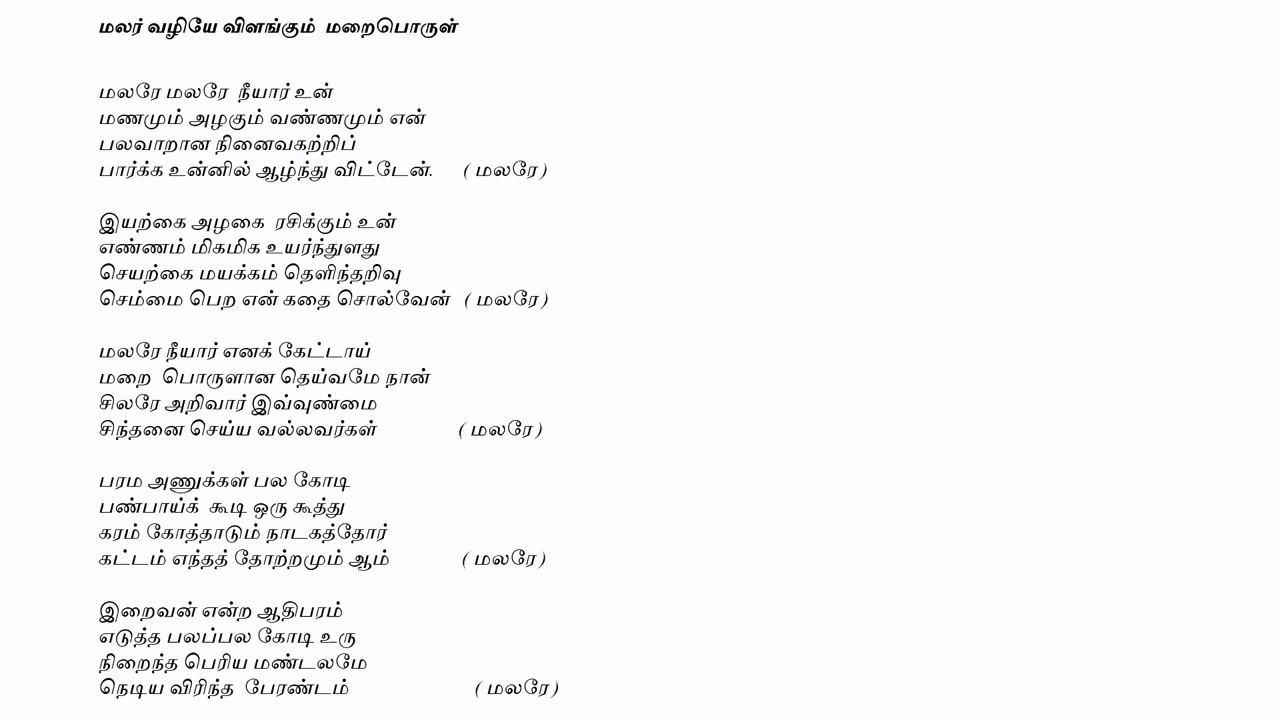 மலர் வழியே விளங்கும் மறைபொருள்
மலரே மலரே நீயார் உன்
மணமும் அழகும் வண்ணமும் என்
பலவாறான நினைவகற்றிப்
பார்க்க உன்னில் ஆழ்ந்து விட்டேன். ( மலரே )
இயற்கை அழகை ரசிக்கும் உன்
எண்ணம் மிகமிக உயர்ந்துளது
செயற்கை மயக்கம் தெளிந்தறிவு
செம்மை பெற என் கதை சொல்வேன் ( மலரே )
மலரே நீயார் எனக் கேட்டாய்
மறை பொருளான தெய்வமே நான்
சிலரே அறிவார் இவ்வுண்மை
சிந்தனை செய்ய வல்லவர்கள் ( மலரே )
பரம அணுக்கள் பல கோடி
பண்பாய்க் கூடி ஒரு கூத்து
கரம் கோத்தாடும் நாடகத்தோர்
கட்டம் எந்தத் தோற்றமும் ஆம் ( மலரே )
இறைவன் என்ற ஆதிபரம்
எடுத்த பலப்பல கோடி உரு
நிறைந்த பெரிய மண்டலமே
நெடிய விரிந்த பேரண்டம் ( மலரே )